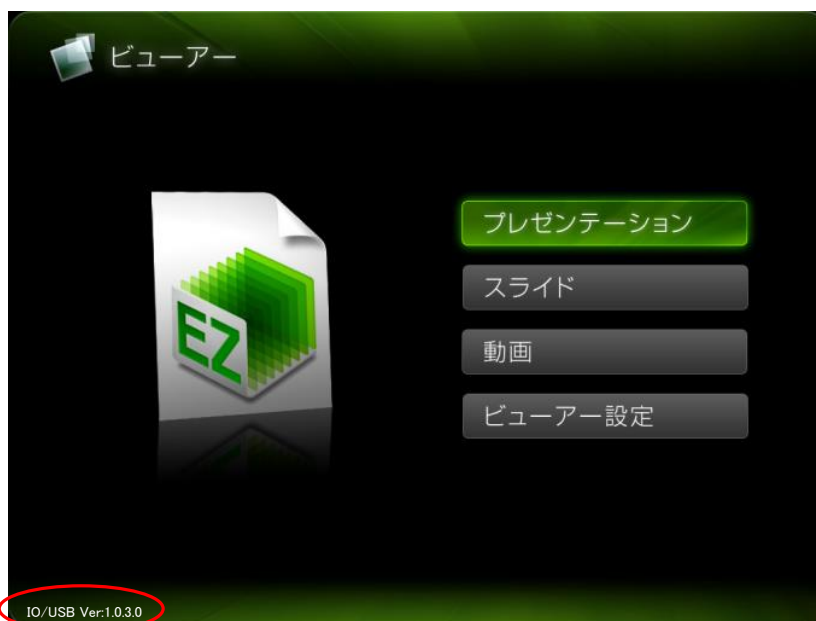 ビューアー
EZ
プレゼンテーション
スライド
動画
ビューアー設定
IO/USB Ver:1.0.3.0